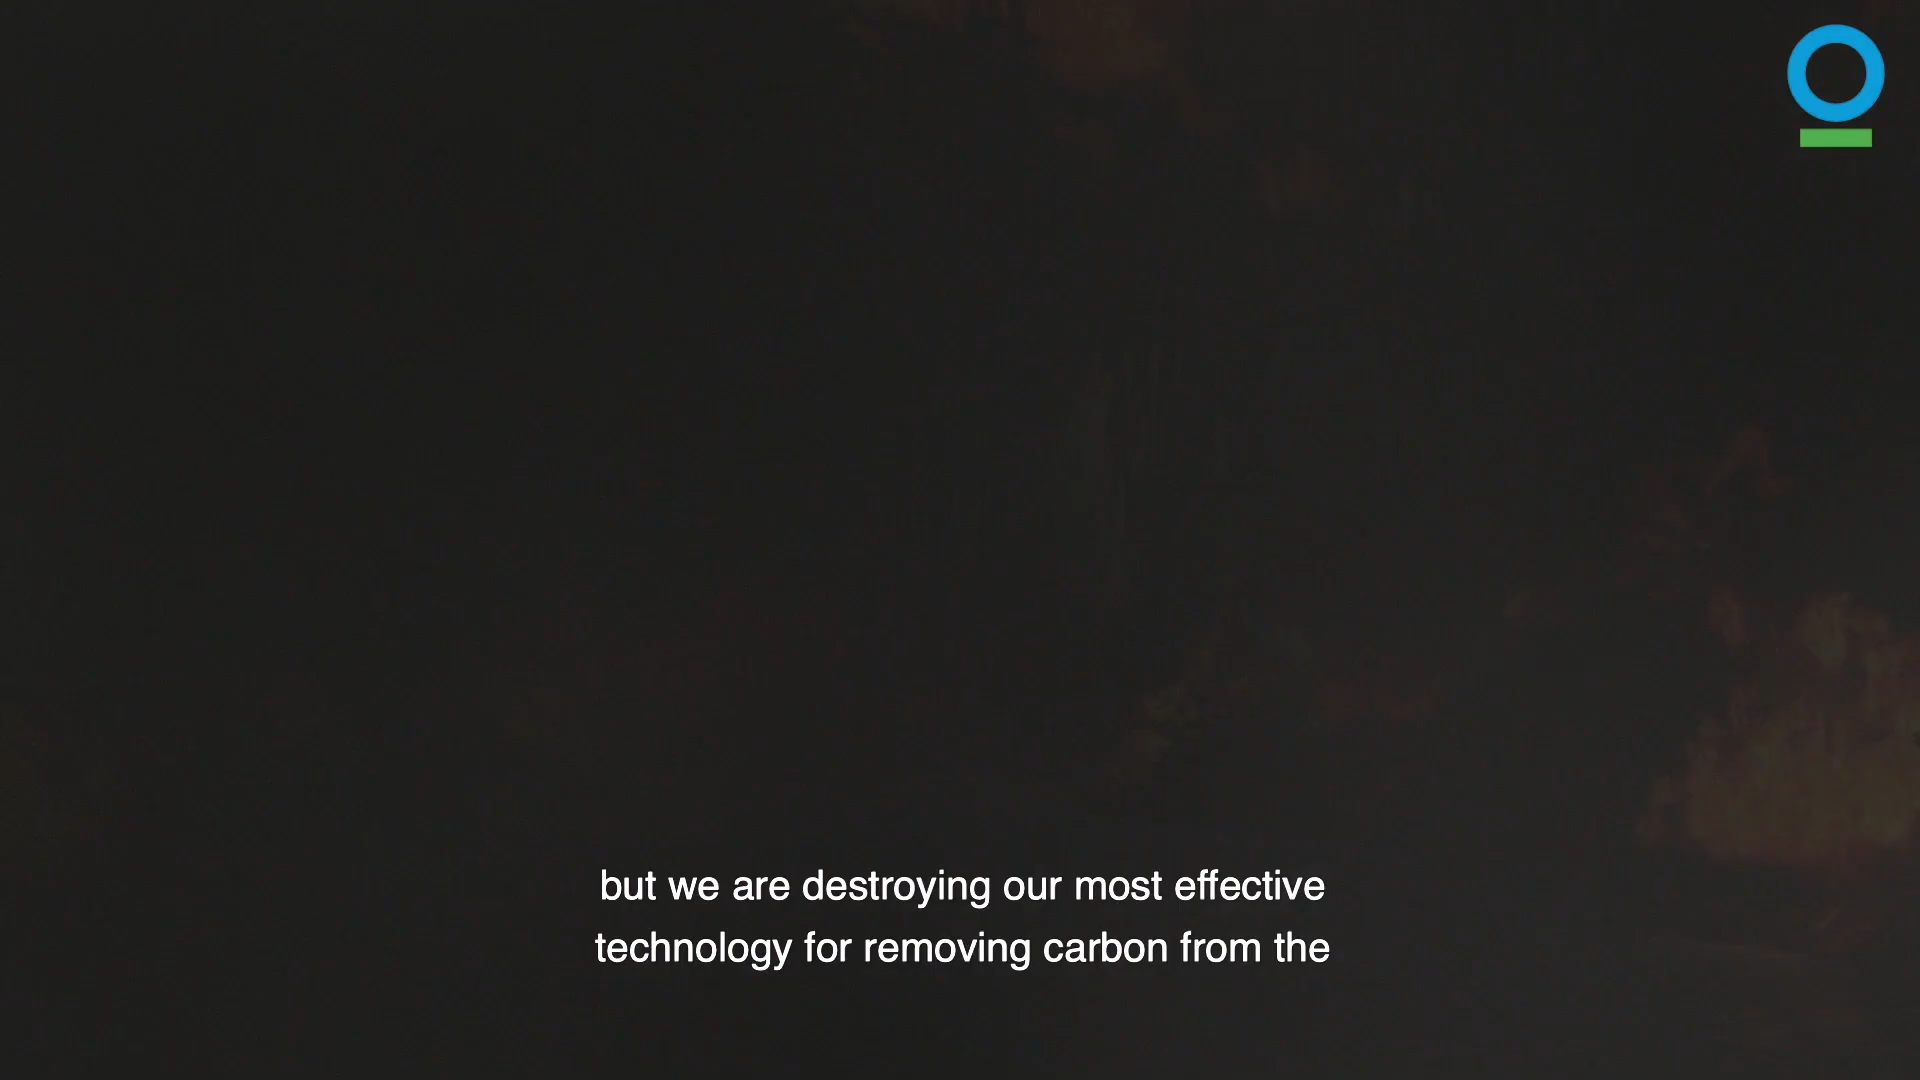 but we are destroying our most effective
technology for removing carbon from the